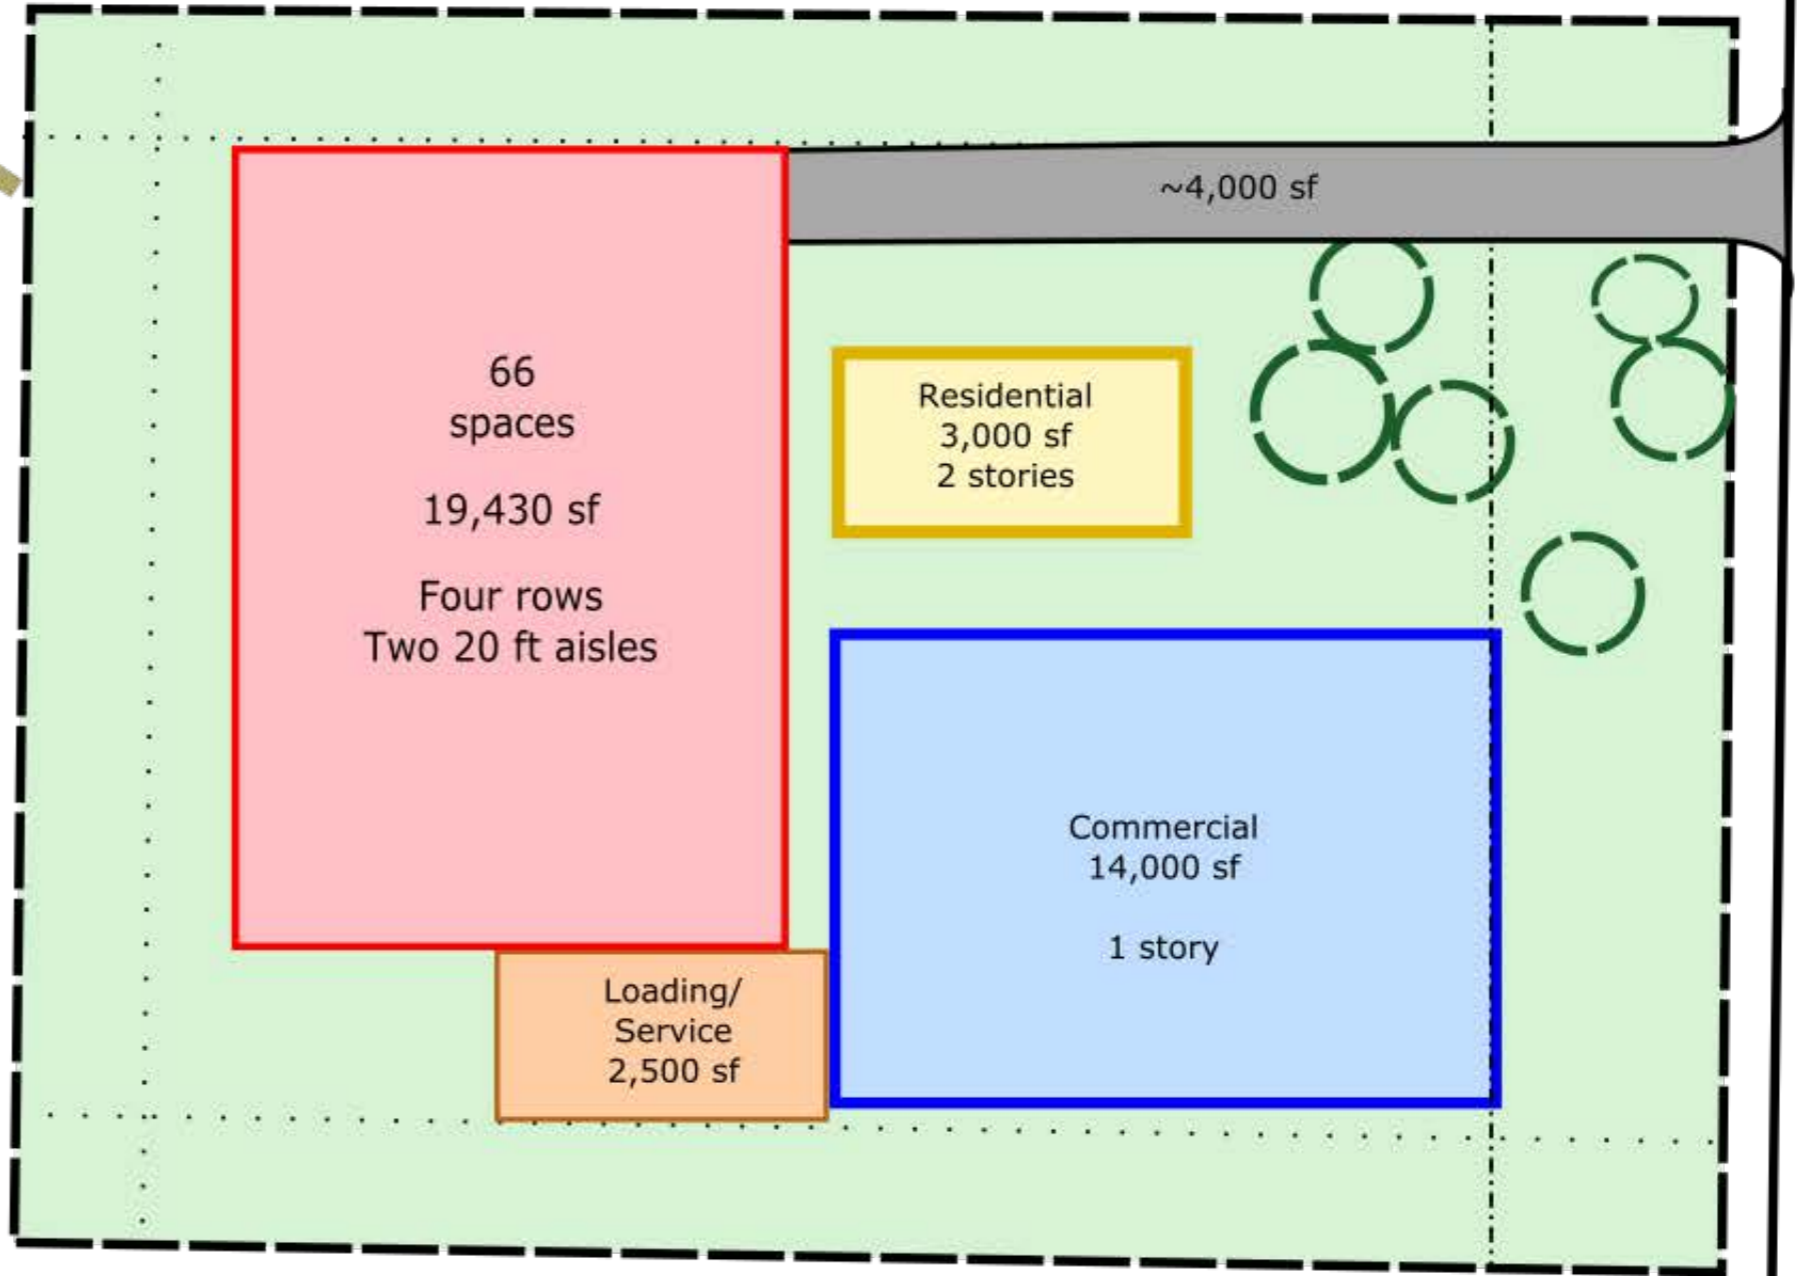 ~4,000 sf
66
spaces
19,430 sf
Four rows
Two 20 ft aisles
Residential
3,000 sf
2 stories
Commercial
14,000 sf
1 story
Loading/
Service
2,500 sf